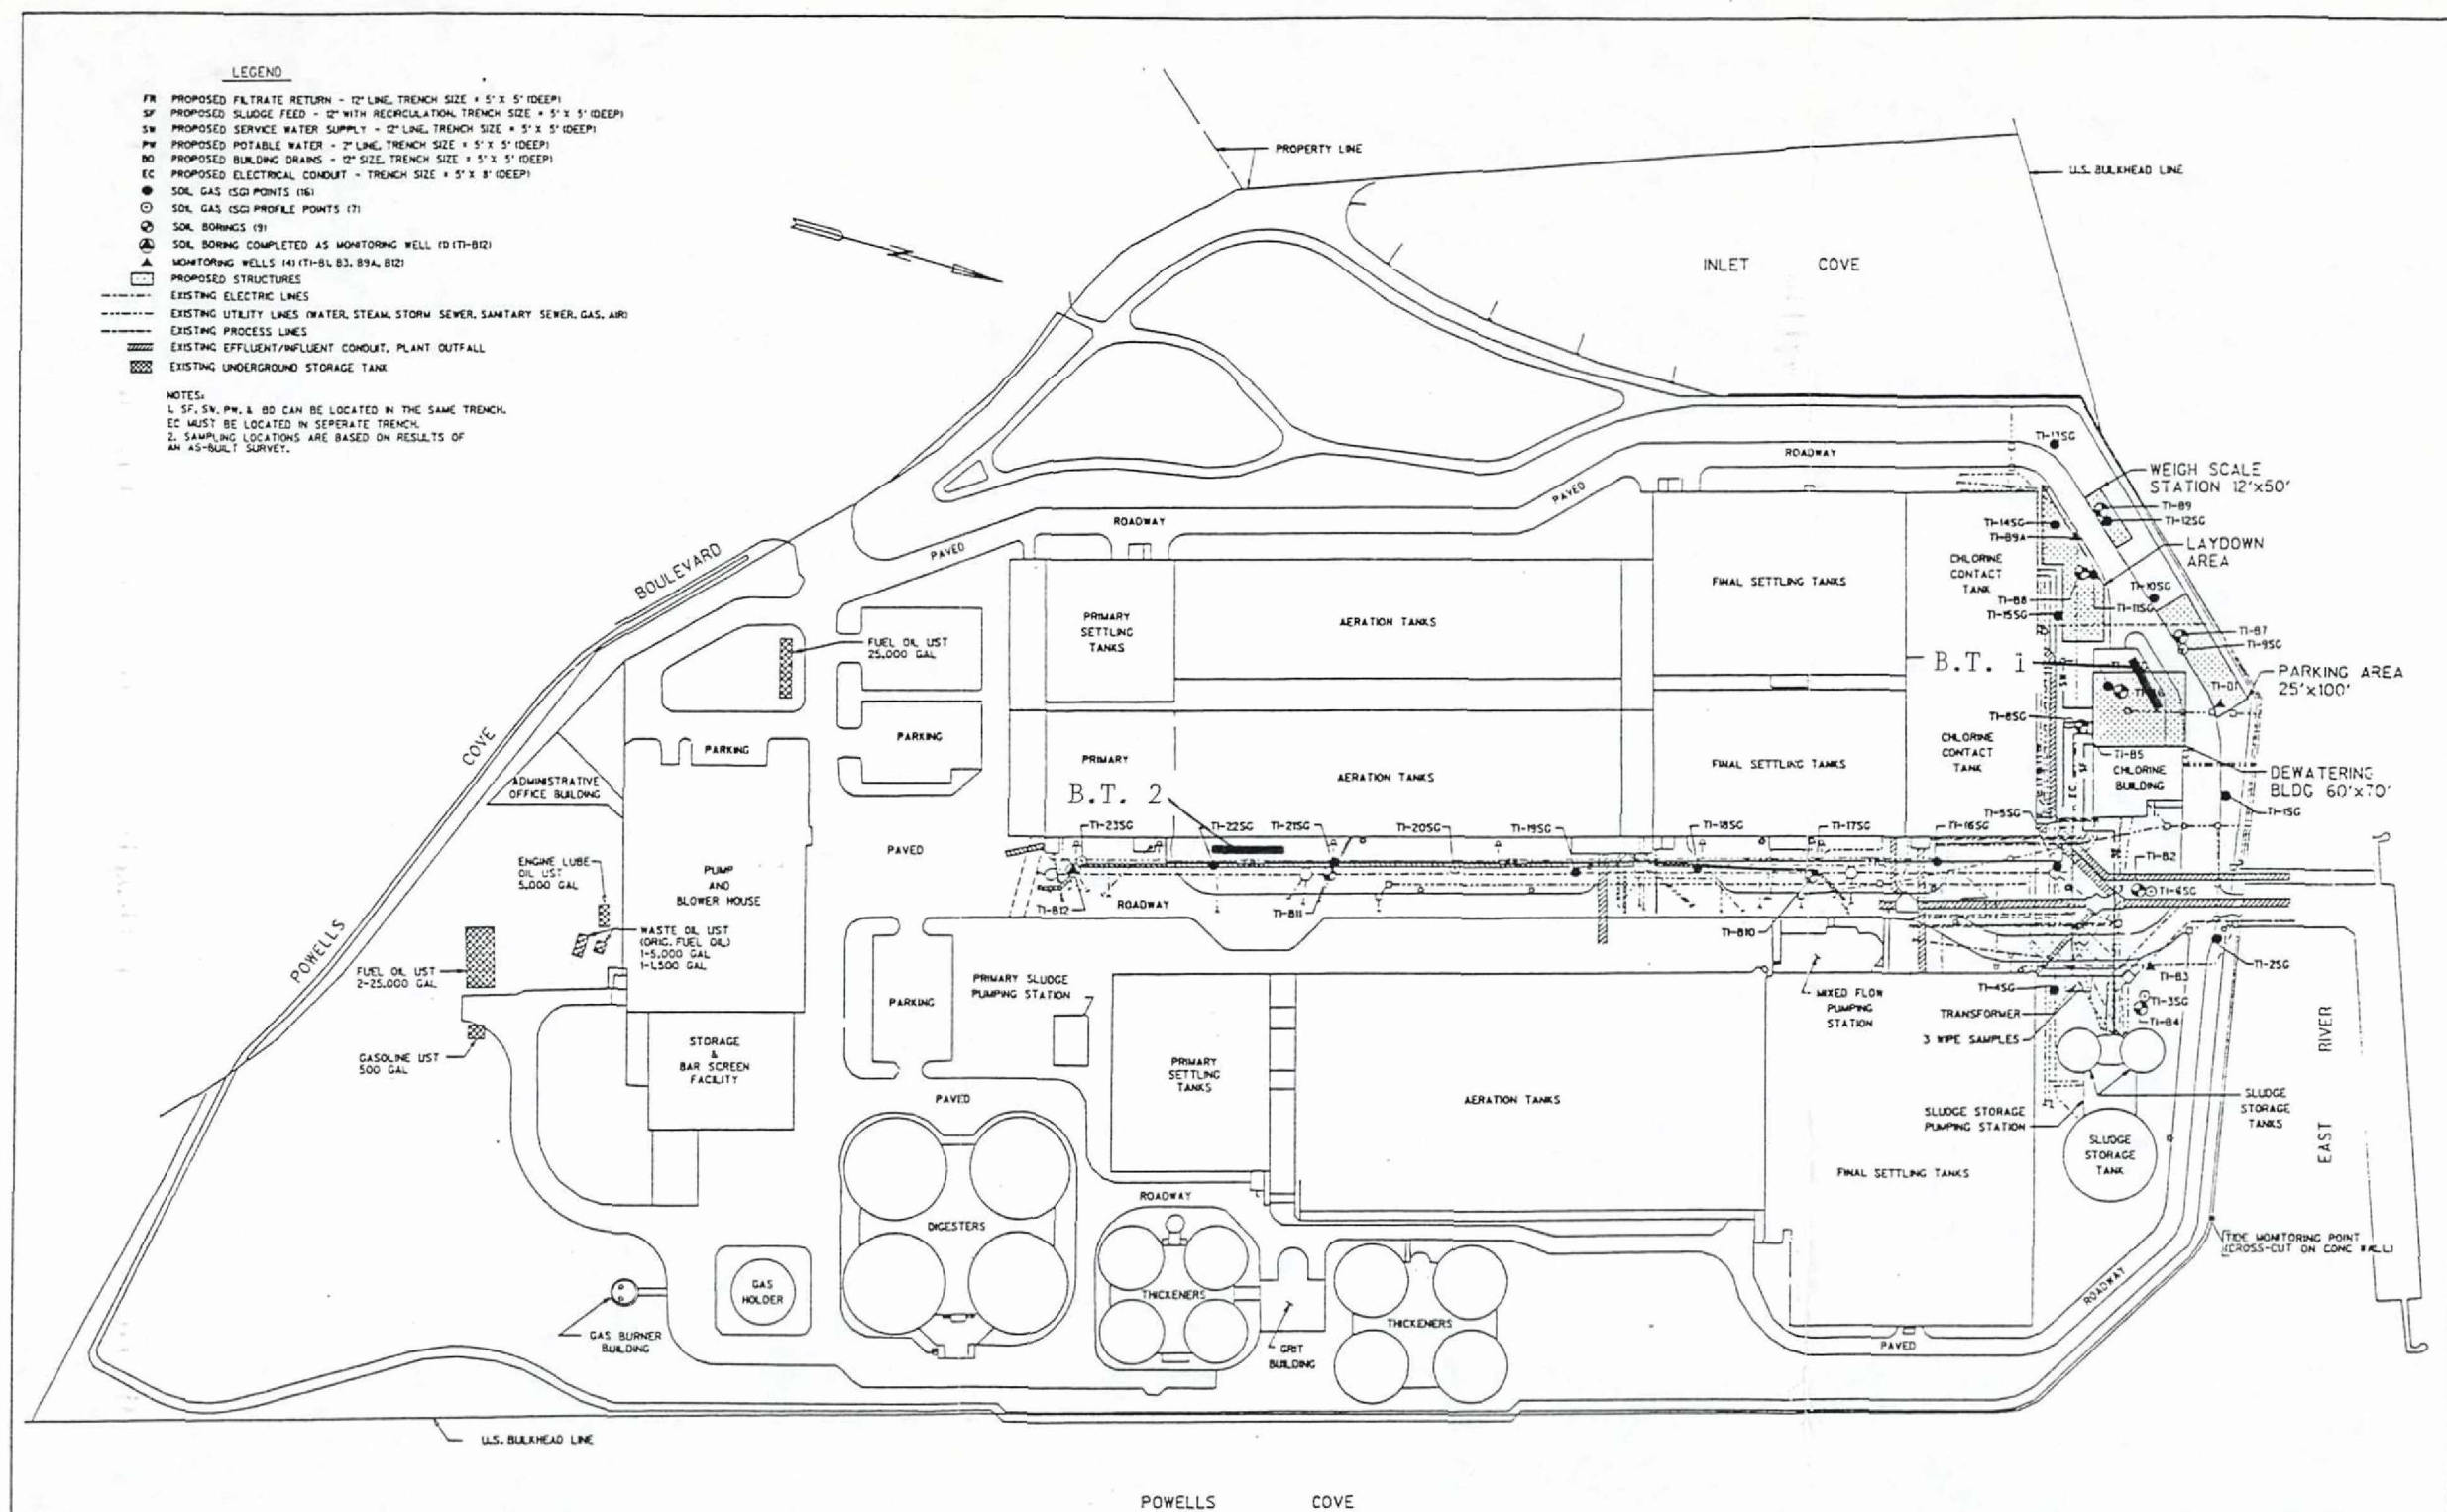 LEGEND
FR PROPOSED FILTRATE RETURN - 12" LINE, TRENCH SIZE = 5' X 5' (DEEP)
SF PROPOSED SLUDGE FEED - 12" WITH RECIRCULATION, TRENCH SIZE = 5' X 5' (DEEP)
SW PROPOSED SERVICE WATER SUPPLY - 12" LINE, TRENCH SIZE = 5' X 5' (DEEP)
PW PROPOSED POTABLE WATER - 2" LINE, TRENCH SIZE = 5' X 5' (DEEP)
BD PROPOSED BUILDING DRAINS - 12" SIZE, TRENCH SIZE = 5' X 5' (DEEP)
EC PROPOSED ELECTRICAL CONDUIT - TRENCH SIZE = 5' X 8' (DEEP)
SOIL GAS (SG) POINTS (16)
SOIL GAS (SG) PROFILE POINTS (7)
SOIL BORINGS (9)
SOIL BORING COMPLETED AS MONITORING WELL (1) (TI-B12)
MONITORING WELLS (4) (TI-B1, B3, B9A, B12)
PROPOSED STRUCTURES
EXISTING ELECTRIC LINES
EXISTING UTILITY LINES (WATER, STEAM, STORM SEWER, SANITARY SEWER, GAS, AIR)
EXISTING PROCESS LINES
EXISTING EFFLUENT/INFLUENT CONDUIT, PLANT OUTFALL
EXISTING UNDERGROUND STORAGE TANK
NOTES:
1. SF, SW, PW, & BD CAN BE LOCATED IN THE SAME TRENCH.
EC MUST BE LOCATED IN SEPERATE TRENCH.
2. SAMPLING LOCATIONS ARE BASED ON RESULTS OF
AN AS-BUILT SURVEY.
PROPERTY LINE
U.S. BULKHEAD LINE
INLET COVE
N
TI-13SG
ROADWAY
PAVED
WEIGH SCALE
STATION 12'x50'
TI-B9
TI-12SG
TI-14SG
TI-B9A
LAYDOWN
AREA
CHLORINE
CONTACT
TANK
TI-B8
TI-10SG
TI-11SG
TI-15SG
TI-B7
TI-9SG
B.T. 1
PARKING AREA
25'x100'
SW
TI-8SG
TI-B5
CHLORINE
CONTACT
TANK
CHLORINE
BUILDING
SF
EC
DEWATERING
BLDG 60'x70'
TI-1SG
TI-5SG
ROADWAY
PAVED
BOULEVARD
COVE
POWELLS
FINAL SETTLING TANKS
PRIMARY
SETTLING
TANKS
AERATION TANKS
FUEL OIL UST
25,000 GAL
PARKING
PARKING
PRIMARY
AERATION TANKS
FINAL SETTLING TANKS
ADMINISTRATIVE
OFFICE BUILDING
B.T. 2
TI-23SG
TI-22SG
TI-21SG
TI-20SG
TI-19SG
TI-18SG
TI-17SG
TI-16SG
PAVED
ENGINE LUBE
OIL UST
5,000 GAL
PUMP
AND
BLOWER HOUSE
TI-B2
TI-6SG
TI-B12
ROADWAY
TI-B11
TI-B10
WASTE OIL UST
(ORIG. FUEL OIL)
1-5,000 GAL
1-1,500 GAL
FUEL OIL UST
2-25,000 GAL
PRIMARY SLUDGE
PUMPING STATION
PARKING
MIXED FLOW
PUMPING
STATION
TI-2SG
TI-B3
TI-4SG
TI-3SG
TI-B4
TRANSFORMER
3 WIPE SAMPLES
EAST RIVER
GASOLINE UST
500 GAL
STORAGE
&
BAR SCREEN
FACILITY
PRIMARY
SETTLING
TANKS
PAVED
AERATION TANKS
SLUDGE
STORAGE
TANKS
SLUDGE STORAGE
PUMPING STATION
SLUDGE
STORAGE
TANK
FINAL SETTLING TANKS
ROADWAY
DIGESTERS
TIDE MONITORING POINT
(CROSS-CUT ON CONC WALL)
GAS
HOLDER
THICKENERS
THICKENERS
ROADWAY
GAS BURNER
BUILDING
GRIT
BUILDING
PAVED
U.S. BULKHEAD LINE
POWELLS COVE